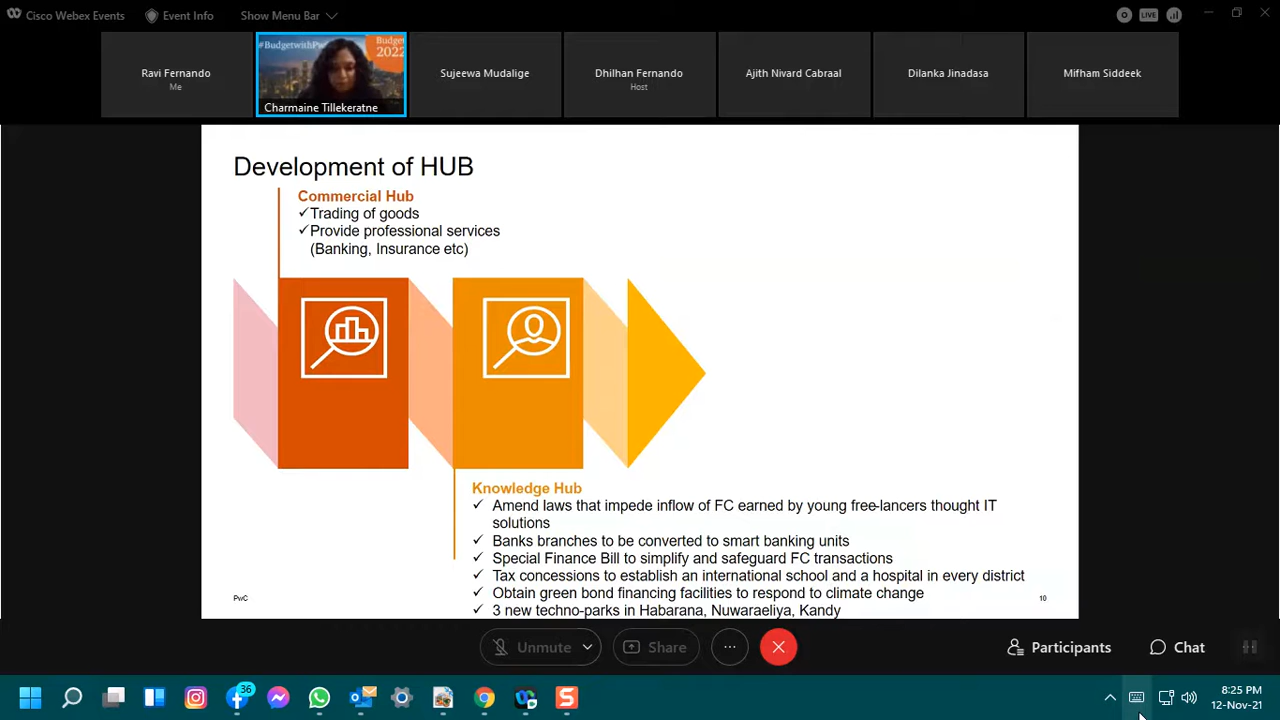 Cisco Webex Events
Event Info
Show Menu Bar
LIVE
Ravi Fernando
Me
#BudgetwithPw
Budget
2022
Charmaine Tillekeratne
Sujeewa Mudalige
Dhilhan Fernando
Host
Ajith Nivard Cabraal
Dilanka Jinadasa
Mifham Siddeek
Development of HUB
Commercial Hub
✓Trading of goods
✓Provide professional services
(Banking, Insurance etc)
Knowledge Hub
✓ Amend laws that impede inflow of FC earned by young free-lancers thought IT
solutions
✓ Banks branches to be converted to smart banking units
✓ Special Finance Bill to simplify and safeguard FC transactions
✓ Tax concessions to establish an international school and a hospital in every district
✓ Obtain green bond financing facilities to respond to climate change
✓ 3 new techno-parks in Habarana, Nuwaraeliya, Kandy
PwC
10
Unmute
Share
Participants
Chat
36
8:25 PM
12-Nov-21